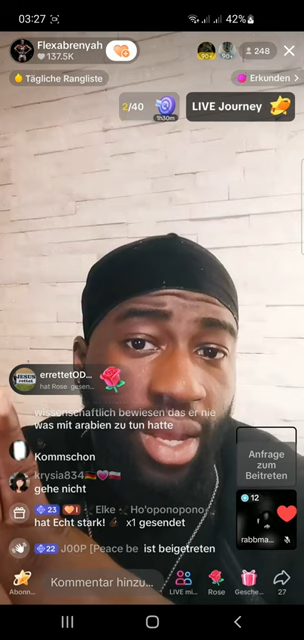 03:27
42%
Flexabrenyah
137.5K
248
Tägliche Rangliste
Erkunden >
2/40
1h30m
LIVE Journey
errettetOD...
hat Rose gesen...
wissenschaftlich bewiesen das er nie
was mit arabien zu tun hatte
Kommschon
krysia834
gehe nicht
23 1 Elke Ho'oponopono
hat Echt stark! x1 gesendet
22 JOOP [Peace be ist beigetreten
Anfrage
zum
Beitreten
12
rabbma...
Abonn...
Kommentar hinzu...
LIVE mi...
Rose
Gesche...
27